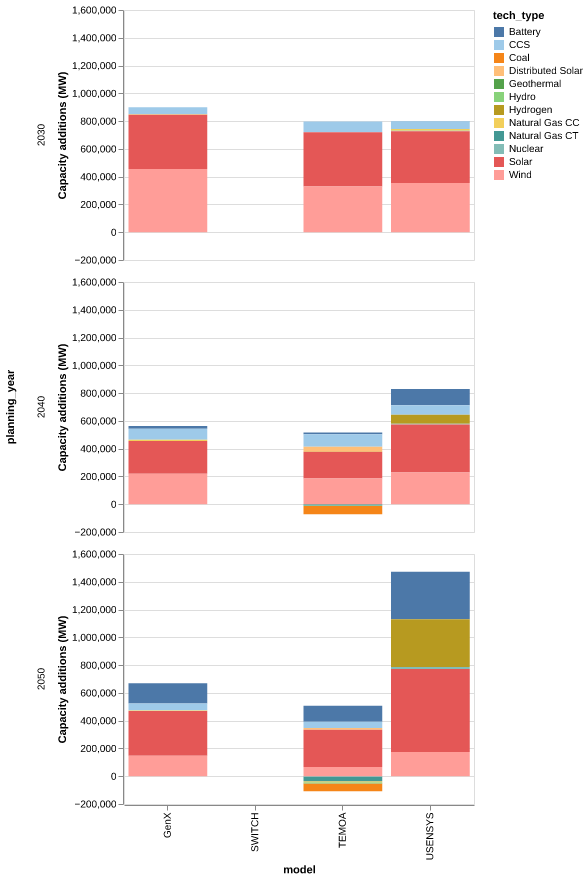 planning_year
2030
Capacity additions (MW)
1,600,000
1,400,000
1,200,000
1,000,000
800,000
600,000
400,000
200,000
0
−200,000
2040
Capacity additions (MW)
1,600,000
1,400,000
1,200,000
1,000,000
800,000
600,000
400,000
200,000
0
−200,000
2050
Capacity additions (MW)
1,600,000
1,400,000
1,200,000
1,000,000
800,000
600,000
400,000
200,000
0
−200,000
GenX
SWITCH
TEMOA
USENSYS
model
tech_type
Battery
CCS
Coal
Distributed Solar
Geothermal
Hydro
Hydrogen
Natural Gas CC
Natural Gas CT
Nuclear
Solar
Wind